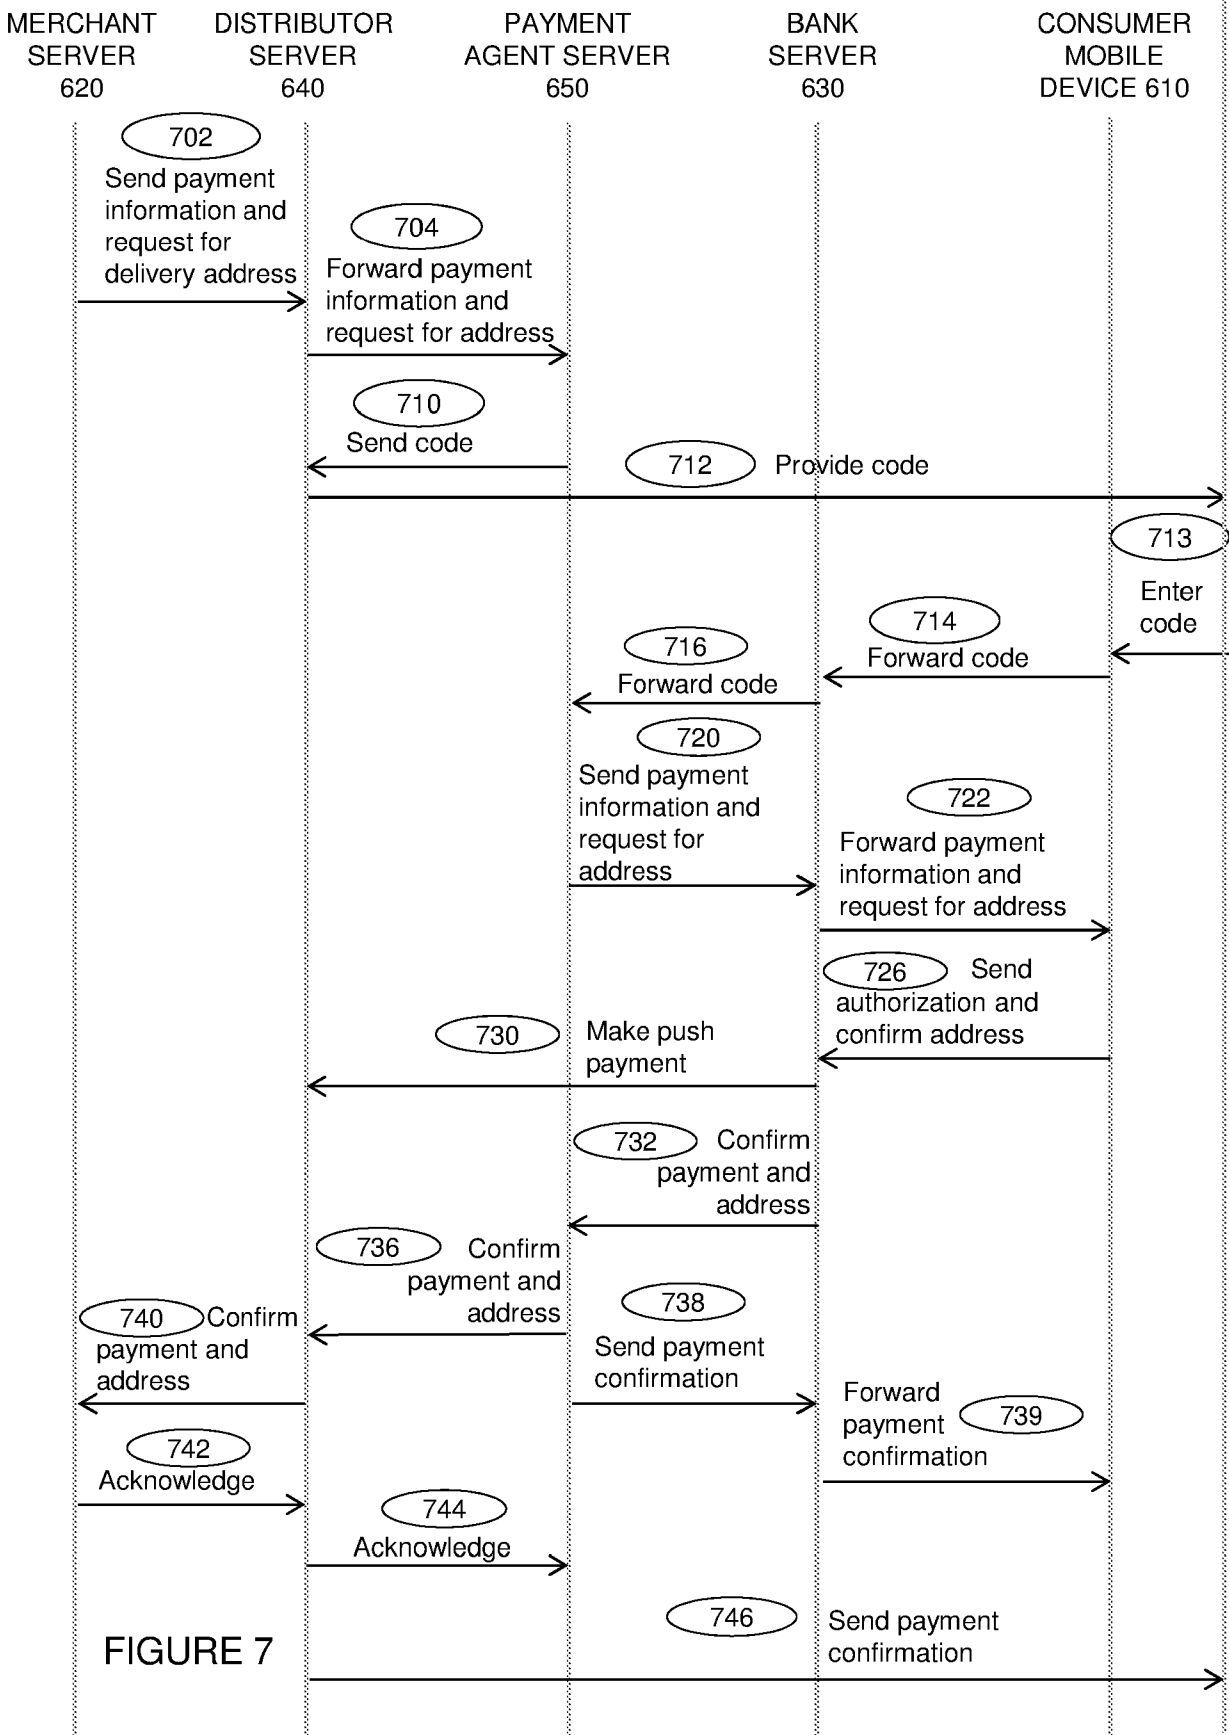 MERCHANT
SERVER
620
DISTRIBUTOR
SERVER
640
PAYMENT
AGENT SERVER
650
BANK
SERVER
630
CONSUMER
MOBILE
DEVICE 610
702
Send payment
information and
request for
delivery address
704
Forward payment
information and
request for address
710
Send code
712 Provide code
713
Enter
code
714
Forward code
716
Forward code
720
Send payment
information and
request for
address
722
Forward payment
information and
request for address
726 Send
authorization and
confirm address
730 Make push
payment
732 Confirm
payment and
address
736 Confirm
payment and
address
738
Send payment
confirmation
740 Confirm
payment and
address
Forward
payment
confirmation
739
742
Acknowledge
744
Acknowledge
746 Send payment
confirmation
FIGURE 7